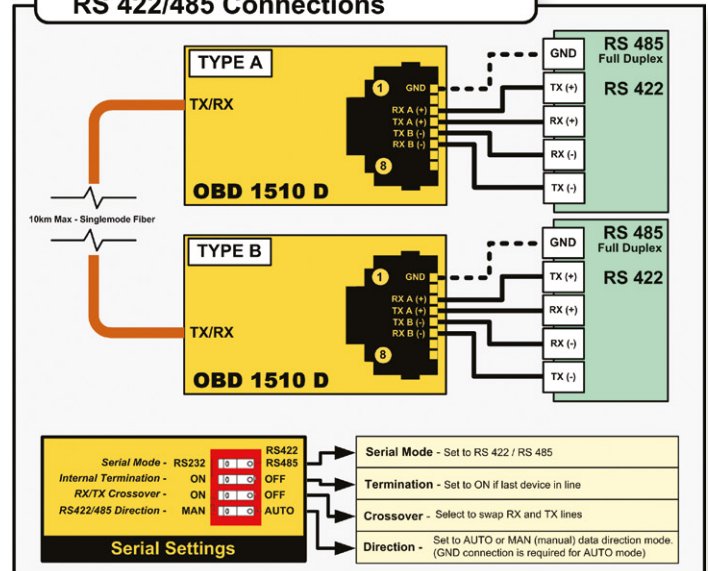 RS 422/485 Connections
TYPE A
TX/RX
OBD 1510 D
1
GND
RX A (+)
TX A (+)
TX B (-)
RX B (-)
8
GND
TX (+)
RX (+)
RX (-)
TX (-)
RS 485
Full Duplex
RS 422
10km Max - Singlemode Fiber
TYPE B
TX/RX
OBD 1510 D
1
GND
RX A (+)
TX A (+)
TX B (-)
RX B (-)
8
GND
TX (+)
RX (+)
RX (-)
TX (-)
RS 485
Full Duplex
RS 422
RS422
Serial Mode - RS232 RS485
Internal Termination - ON OFF
RX/TX Crossover - ON OFF
RS422/485 Direction - MAN AUTO
Serial Settings
Serial Mode - Set to RS 422 / RS 485
Termination - Set to ON if last device in line
Crossover - Select to swap RX and TX lines
Direction - Set to AUTO or MAN (manual) data direction mode.
(GND connection is required for AUTO mode)